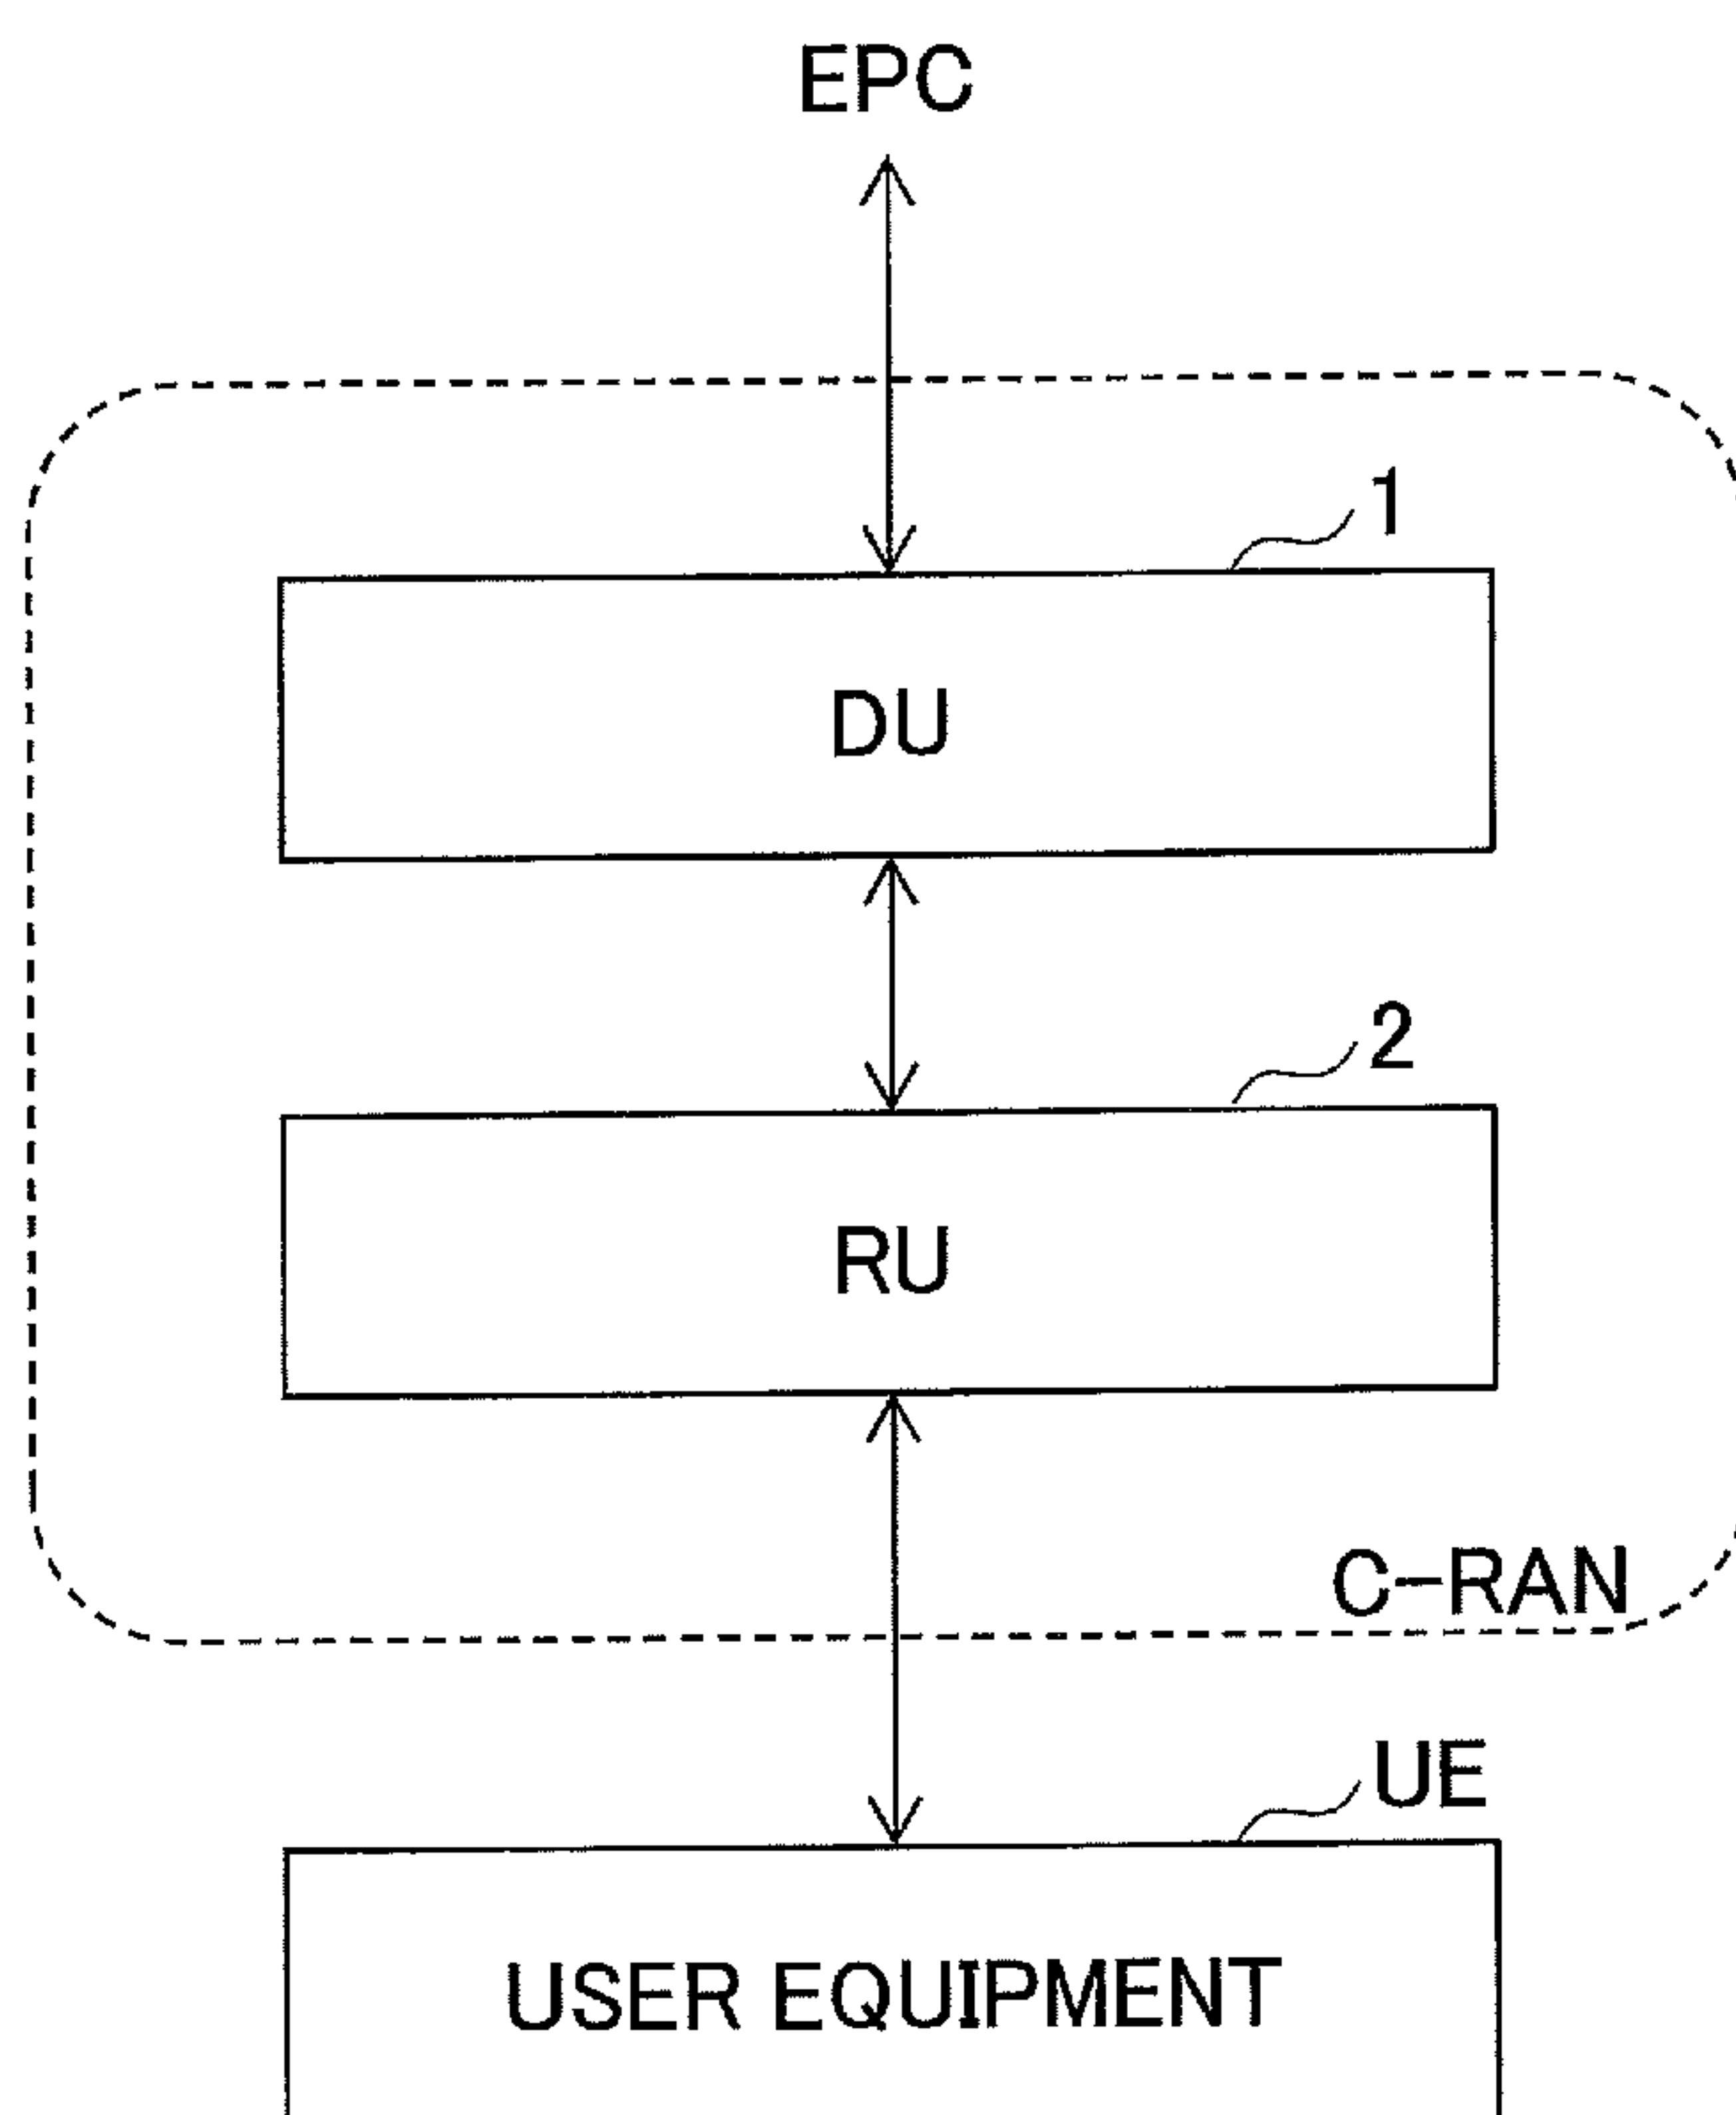 EPC
1
DU
2
RU
C-RAN
UE
USER EQUIPMENT